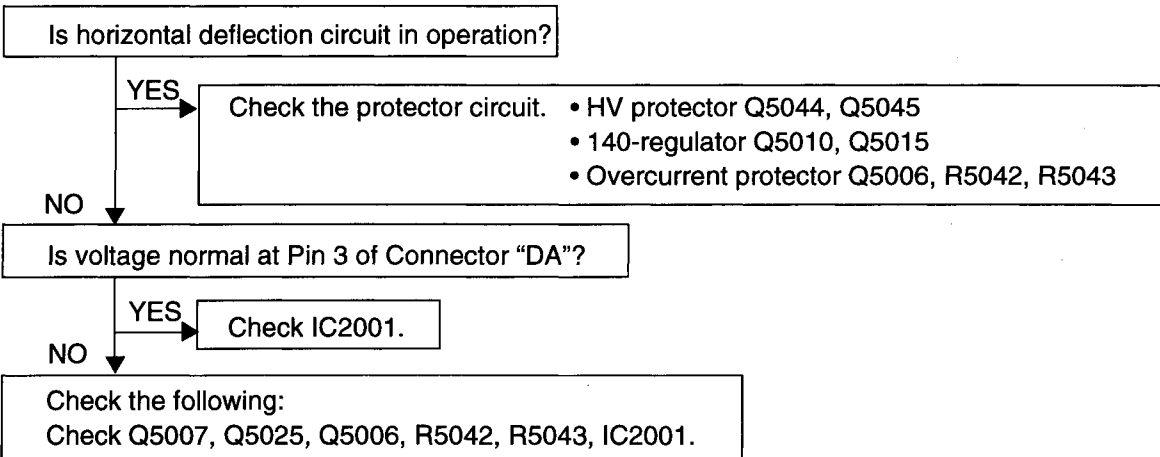 Is horizontal deflection circuit in operation?
YES
Check the protector circuit. • HV protector Q5044, Q5045
• 140-regulator Q5010, Q5015
• Overcurrent protector Q5006, R5042, R5043
NO
Is voltage normal at Pin 3 of Connector “DA”?
YES
Check IC2001.
NO
Check the following:
Check Q5007, Q5025, Q5006, R5042, R5043, IC2001.